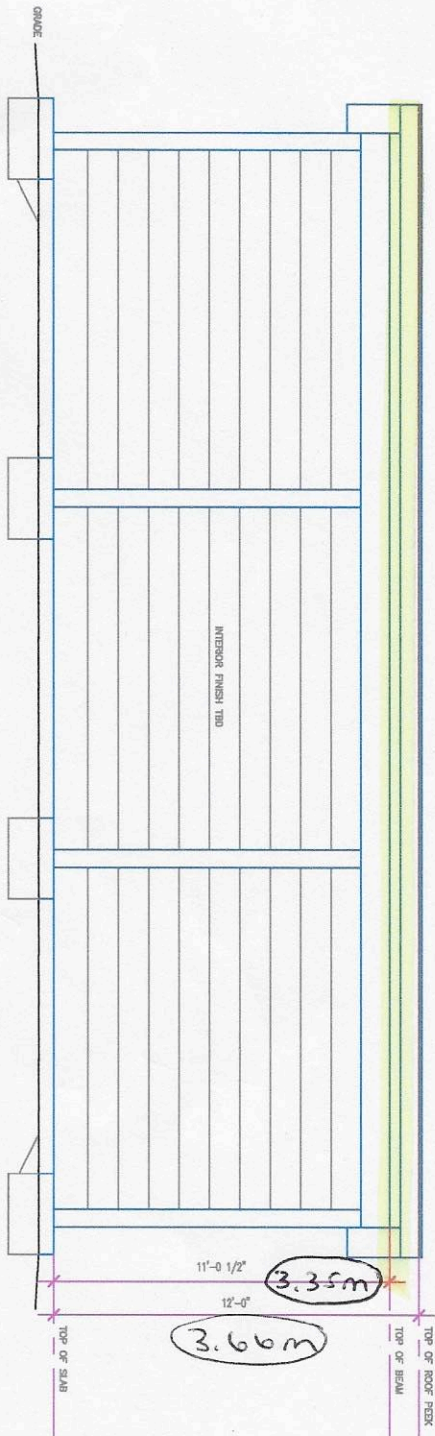 GRADE
INTERIOR FINISH TBD
11'-0 1/2"
3.35m
12'-0"
3.66m
TOP OF ROOF PEEK
TOP OF BEAM
TOP OF SLAB